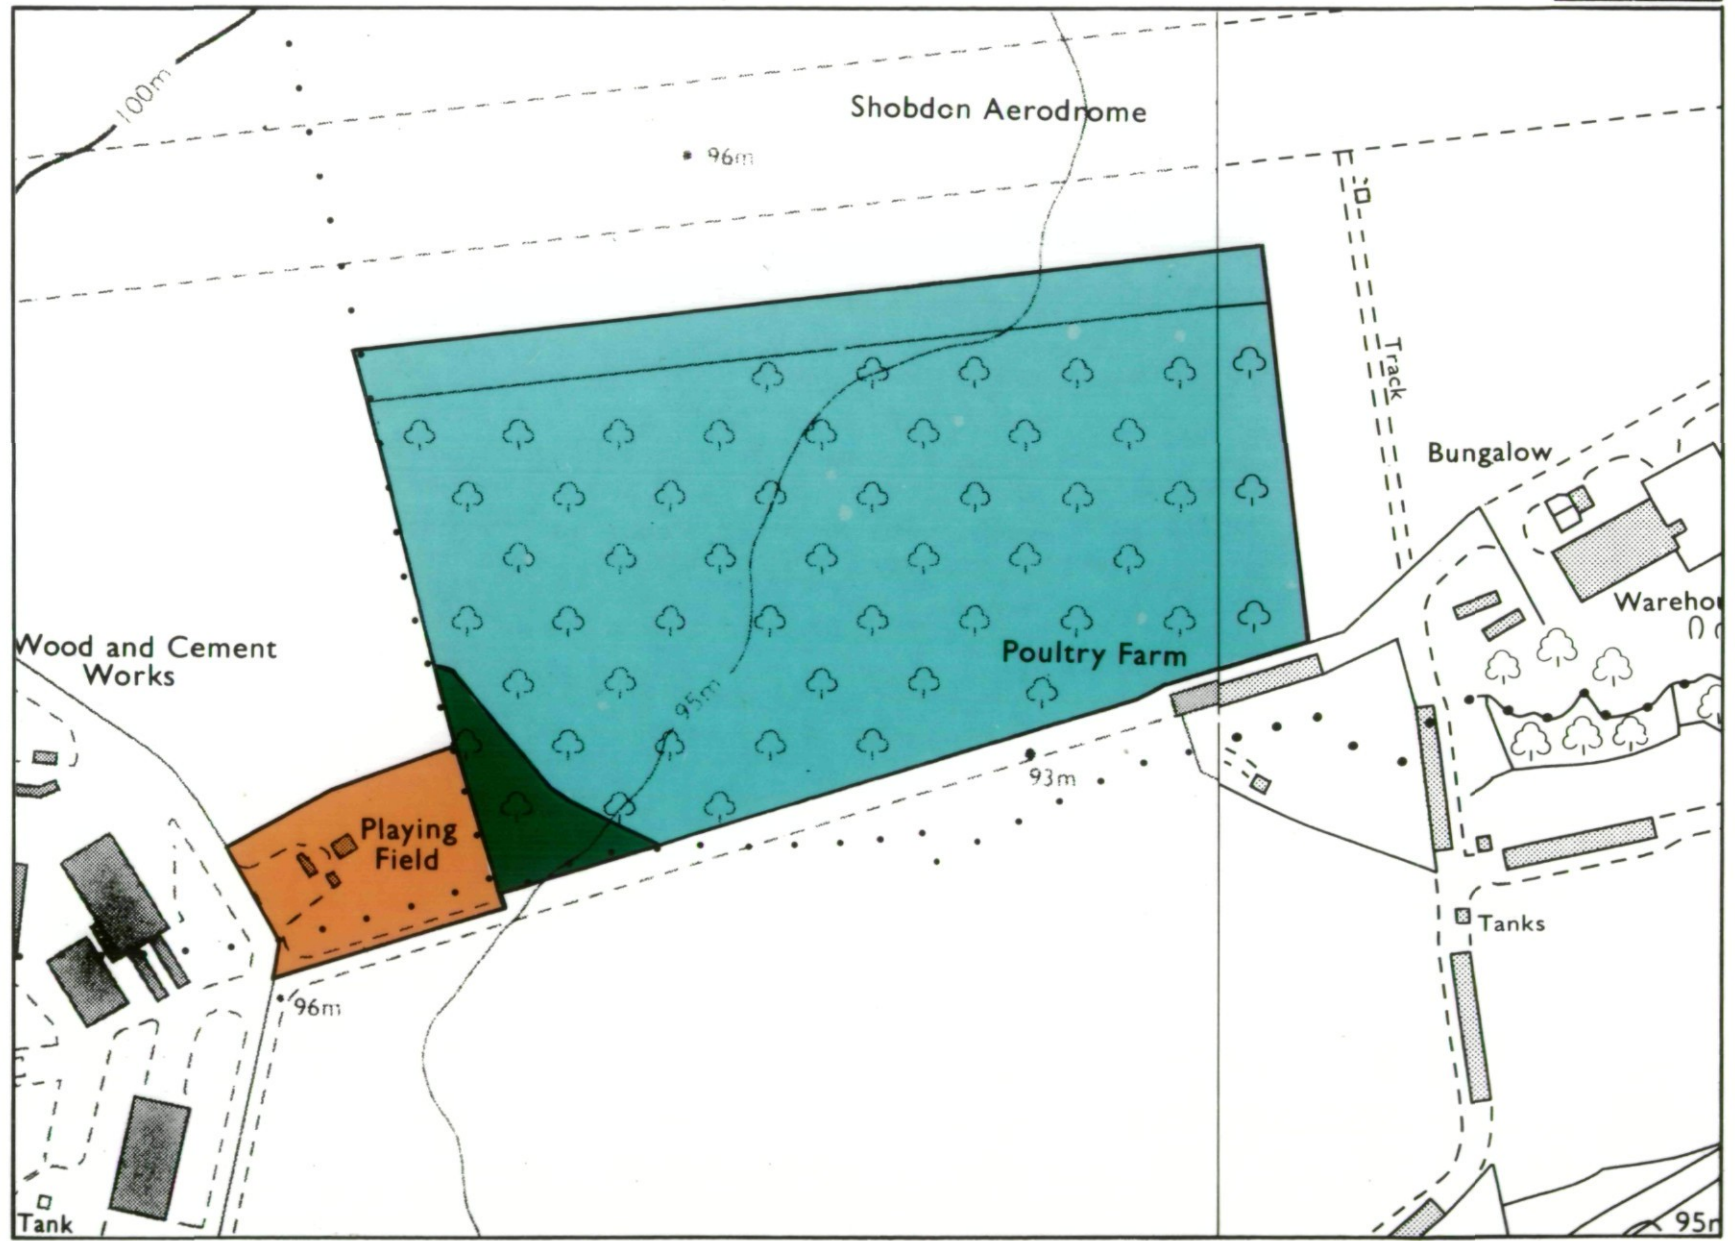 100m
Shobdon Aerodrome
96m
Track
Bungalow
Wood and Cement
Works
Poultry Farm
95m
93m
Playing
Field
Tanks
96m
Tank